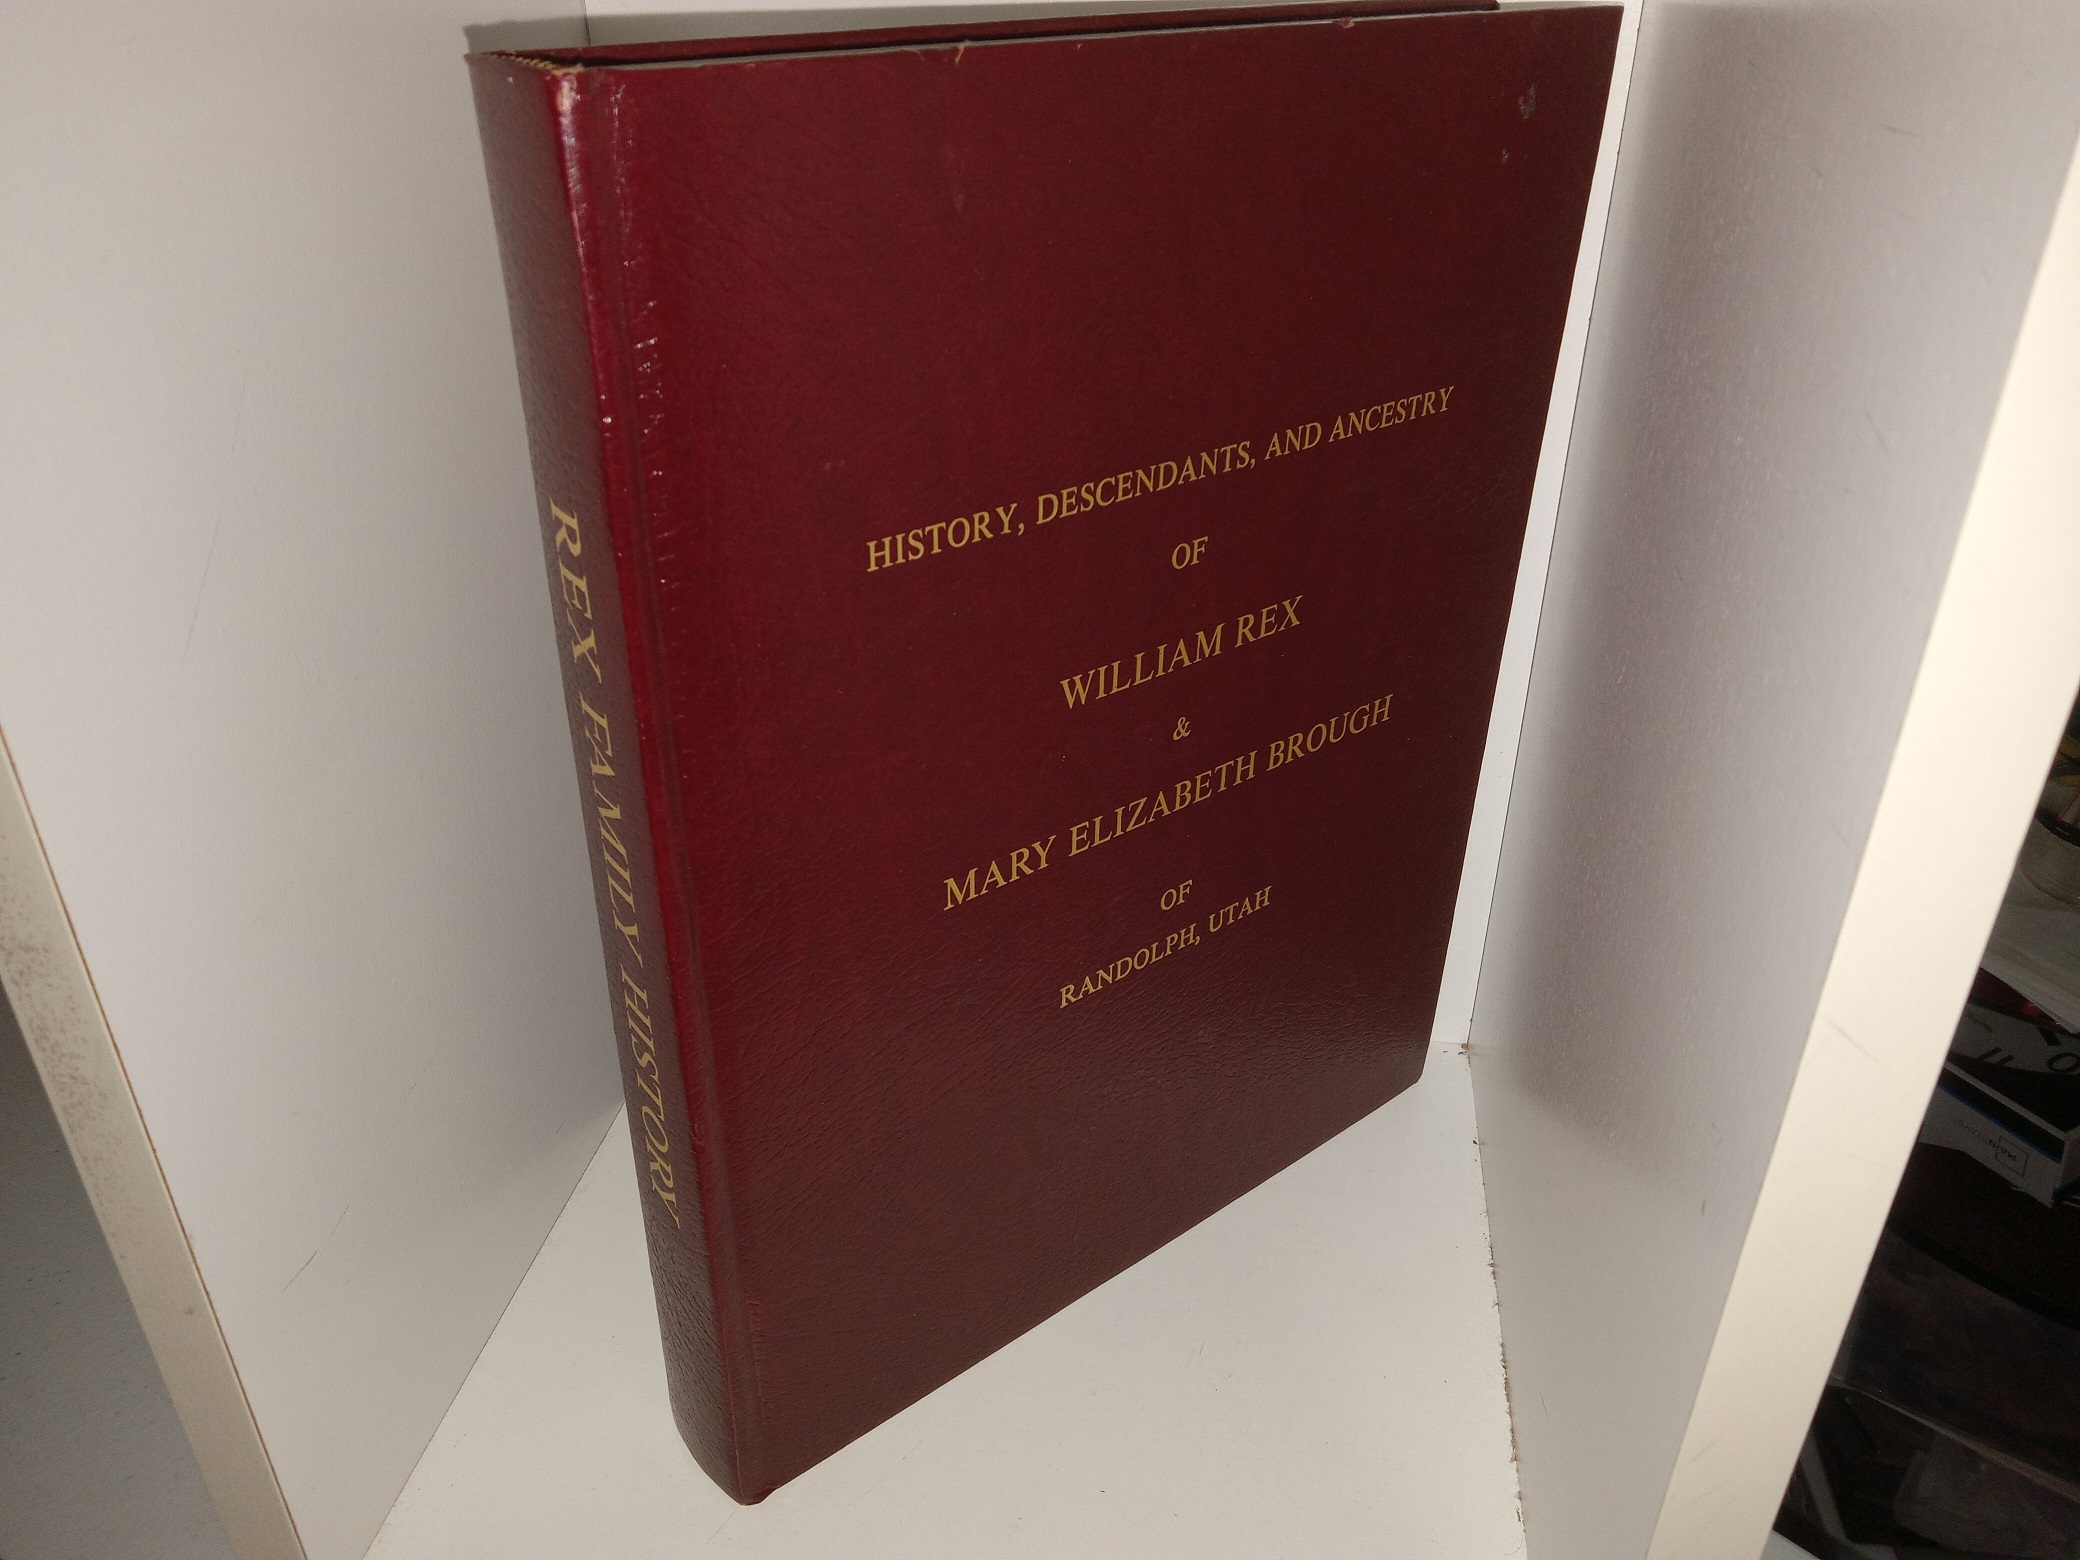 REX FAMILY HISTORY
HISTORY, DESCENDANTS, AND ANCESTRY
OF
WILLIAM REX
&
MARY ELIZABETH BROUGH
OF
RANDOLPH, UTAH